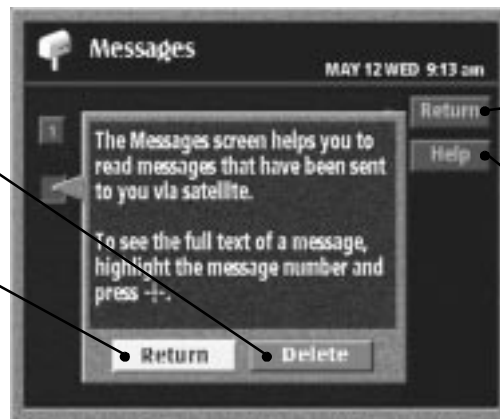 Messages
MAY 12 WED 9:13 am
Return
1
Help
The Messages screen helps you to
read messages that have been sent
to you via satellite.
To see the full text of a message,
highlight the message number and
press -+-.
Return
Delete